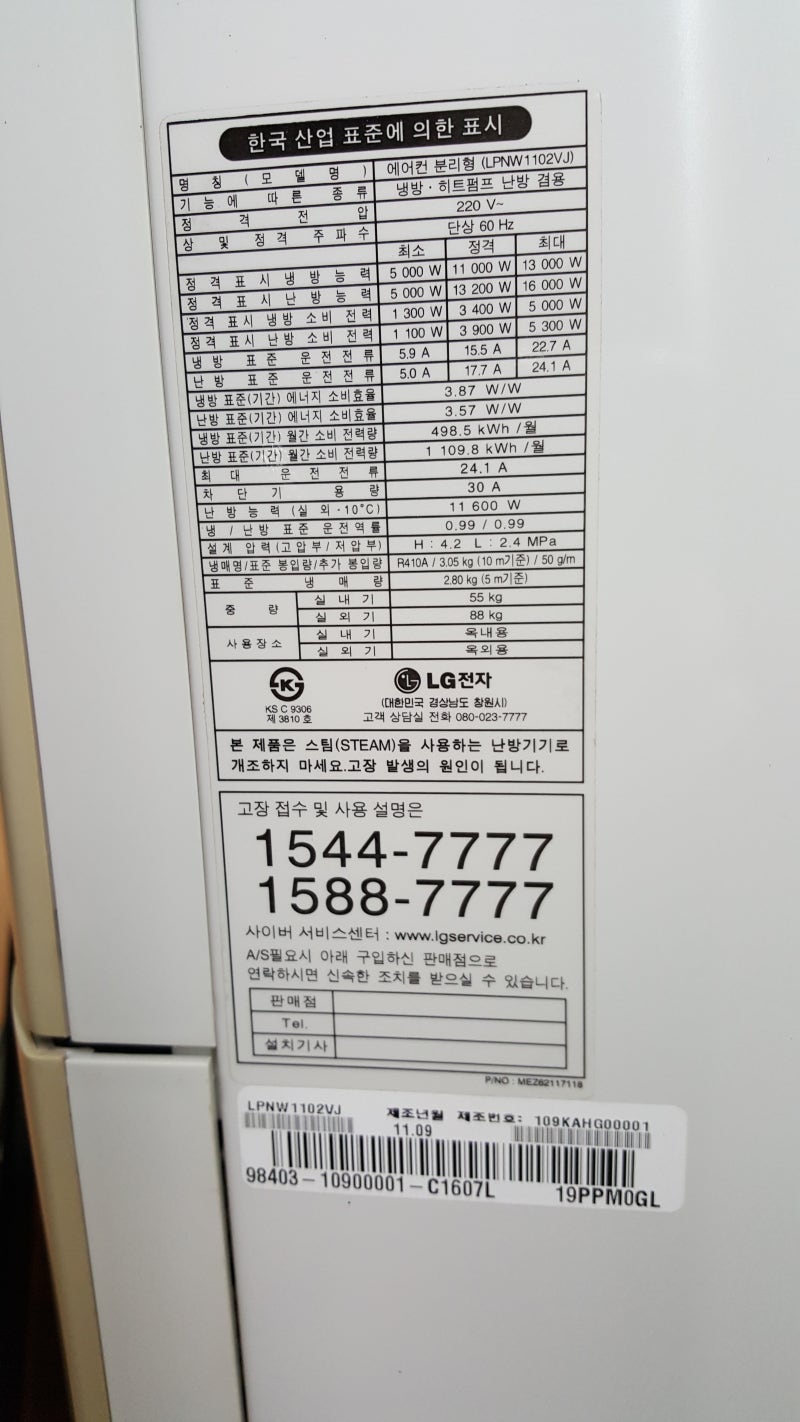 한국 산업 표준에 의한 표시
명 칭 ( 모 델 명 ) 에어컨 분리형 (LPNW1102VJ)
기 능 에 따 른 종 류 냉방 · 히트펌프 난방 겸용
정 격 전 압 220 V~
상 및 정 격 주 파 수 단상 60 Hz
최소 정격 최대
정 격 표 시 냉 방 능 력 5 000 W 11 000 W 13 000 W
정 격 표 시 난 방 능 력 5 000 W 13 200 W 16 000 W
정격 표시 냉방 소비 전력 1 300 W 3 400 W 5 000 W
정격 표시 난방 소비 전력 1 100 W 3 900 W 5 300 W
냉 방 표 준 운 전 전 류 5.9 A 15.5 A 22.7 A
난 방 표 준 운 전 전 류 5.0 A 17.7 A 24.1 A
냉방 표준(기간) 에너지 소비효율 3.87 W/W
난방 표준(기간) 에너지 소비효율 3.57 W/W
냉방 표준(기간) 월간 소비 전력량 498.5 kWh /월
난방 표준(기간) 월간 소비 전력량 1 109.8 kWh /월
최 대 운 전 전 류 24.1 A
차 단 기 용 량 30 A
난 방 능 력 ( 실 외 -10°C) 11 600 W
냉 / 난 방 표 준 운 전 역 률 0.99 / 0.99
설계 압력 (고 압 부 / 저 압 부) H : 4.2 L : 2.4 MPa
냉매명/표준 봉입량/추가 봉입량 R410A / 3.05 kg (10 m기준) / 50 g/m
표 준 냉 매 량 2.80 kg (5 m기준)
중 량 실 내 기 55 kg
실 외 기 88 kg
사 용 장 소 실 내 기 옥내용
실 외 기 옥외용
KS C 9306
제 3810 호
LG전자
(대한민국 경상남도 창원시)
고객 상담실 전화 080-023-7777
본 제품은 스팀(STEAM)을 사용하는 난방기기로
개조하지 마세요.고장 발생의 원인이 됩니다.
고장 접수 및 사용 설명은
1544-7777
1588-7777
사이버 서비스센터 : www.lgservice.co.kr
A/S필요시 아래 구입하신 판매점으로
연락하시면 신속한 조치를 받으실 수 있습니다.
판매점
Tel.
설치기사
P/NO : MEZ62117118
LPNW1102VJ 제조년월 제조번호: 109KAHG00001
11.09
98403-10900001-C1607L 19PPM0GL